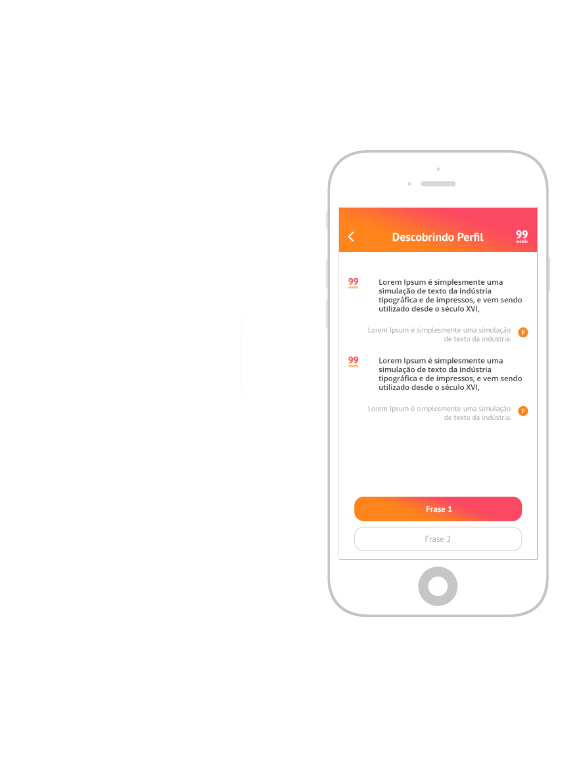 Descobrindo Perfil
99
99
Lorem Ipsum é simplesmente uma
simulação de texto da indústria
tipográfica e de impressos, e vem sendo
utilizado desde o século XVI,
Lorem Ipsum é simplesmente uma simulação
de texto da indústria.
F
99
Lorem Ipsum é simplesmente uma
simulação de texto da indústria
tipográfica e de impressos, e vem sendo
utilizado desde o século XVI,
Lorem Ipsum é simplesmente uma simulação
de texto da indústria.
F
Frase 1
Frase 2